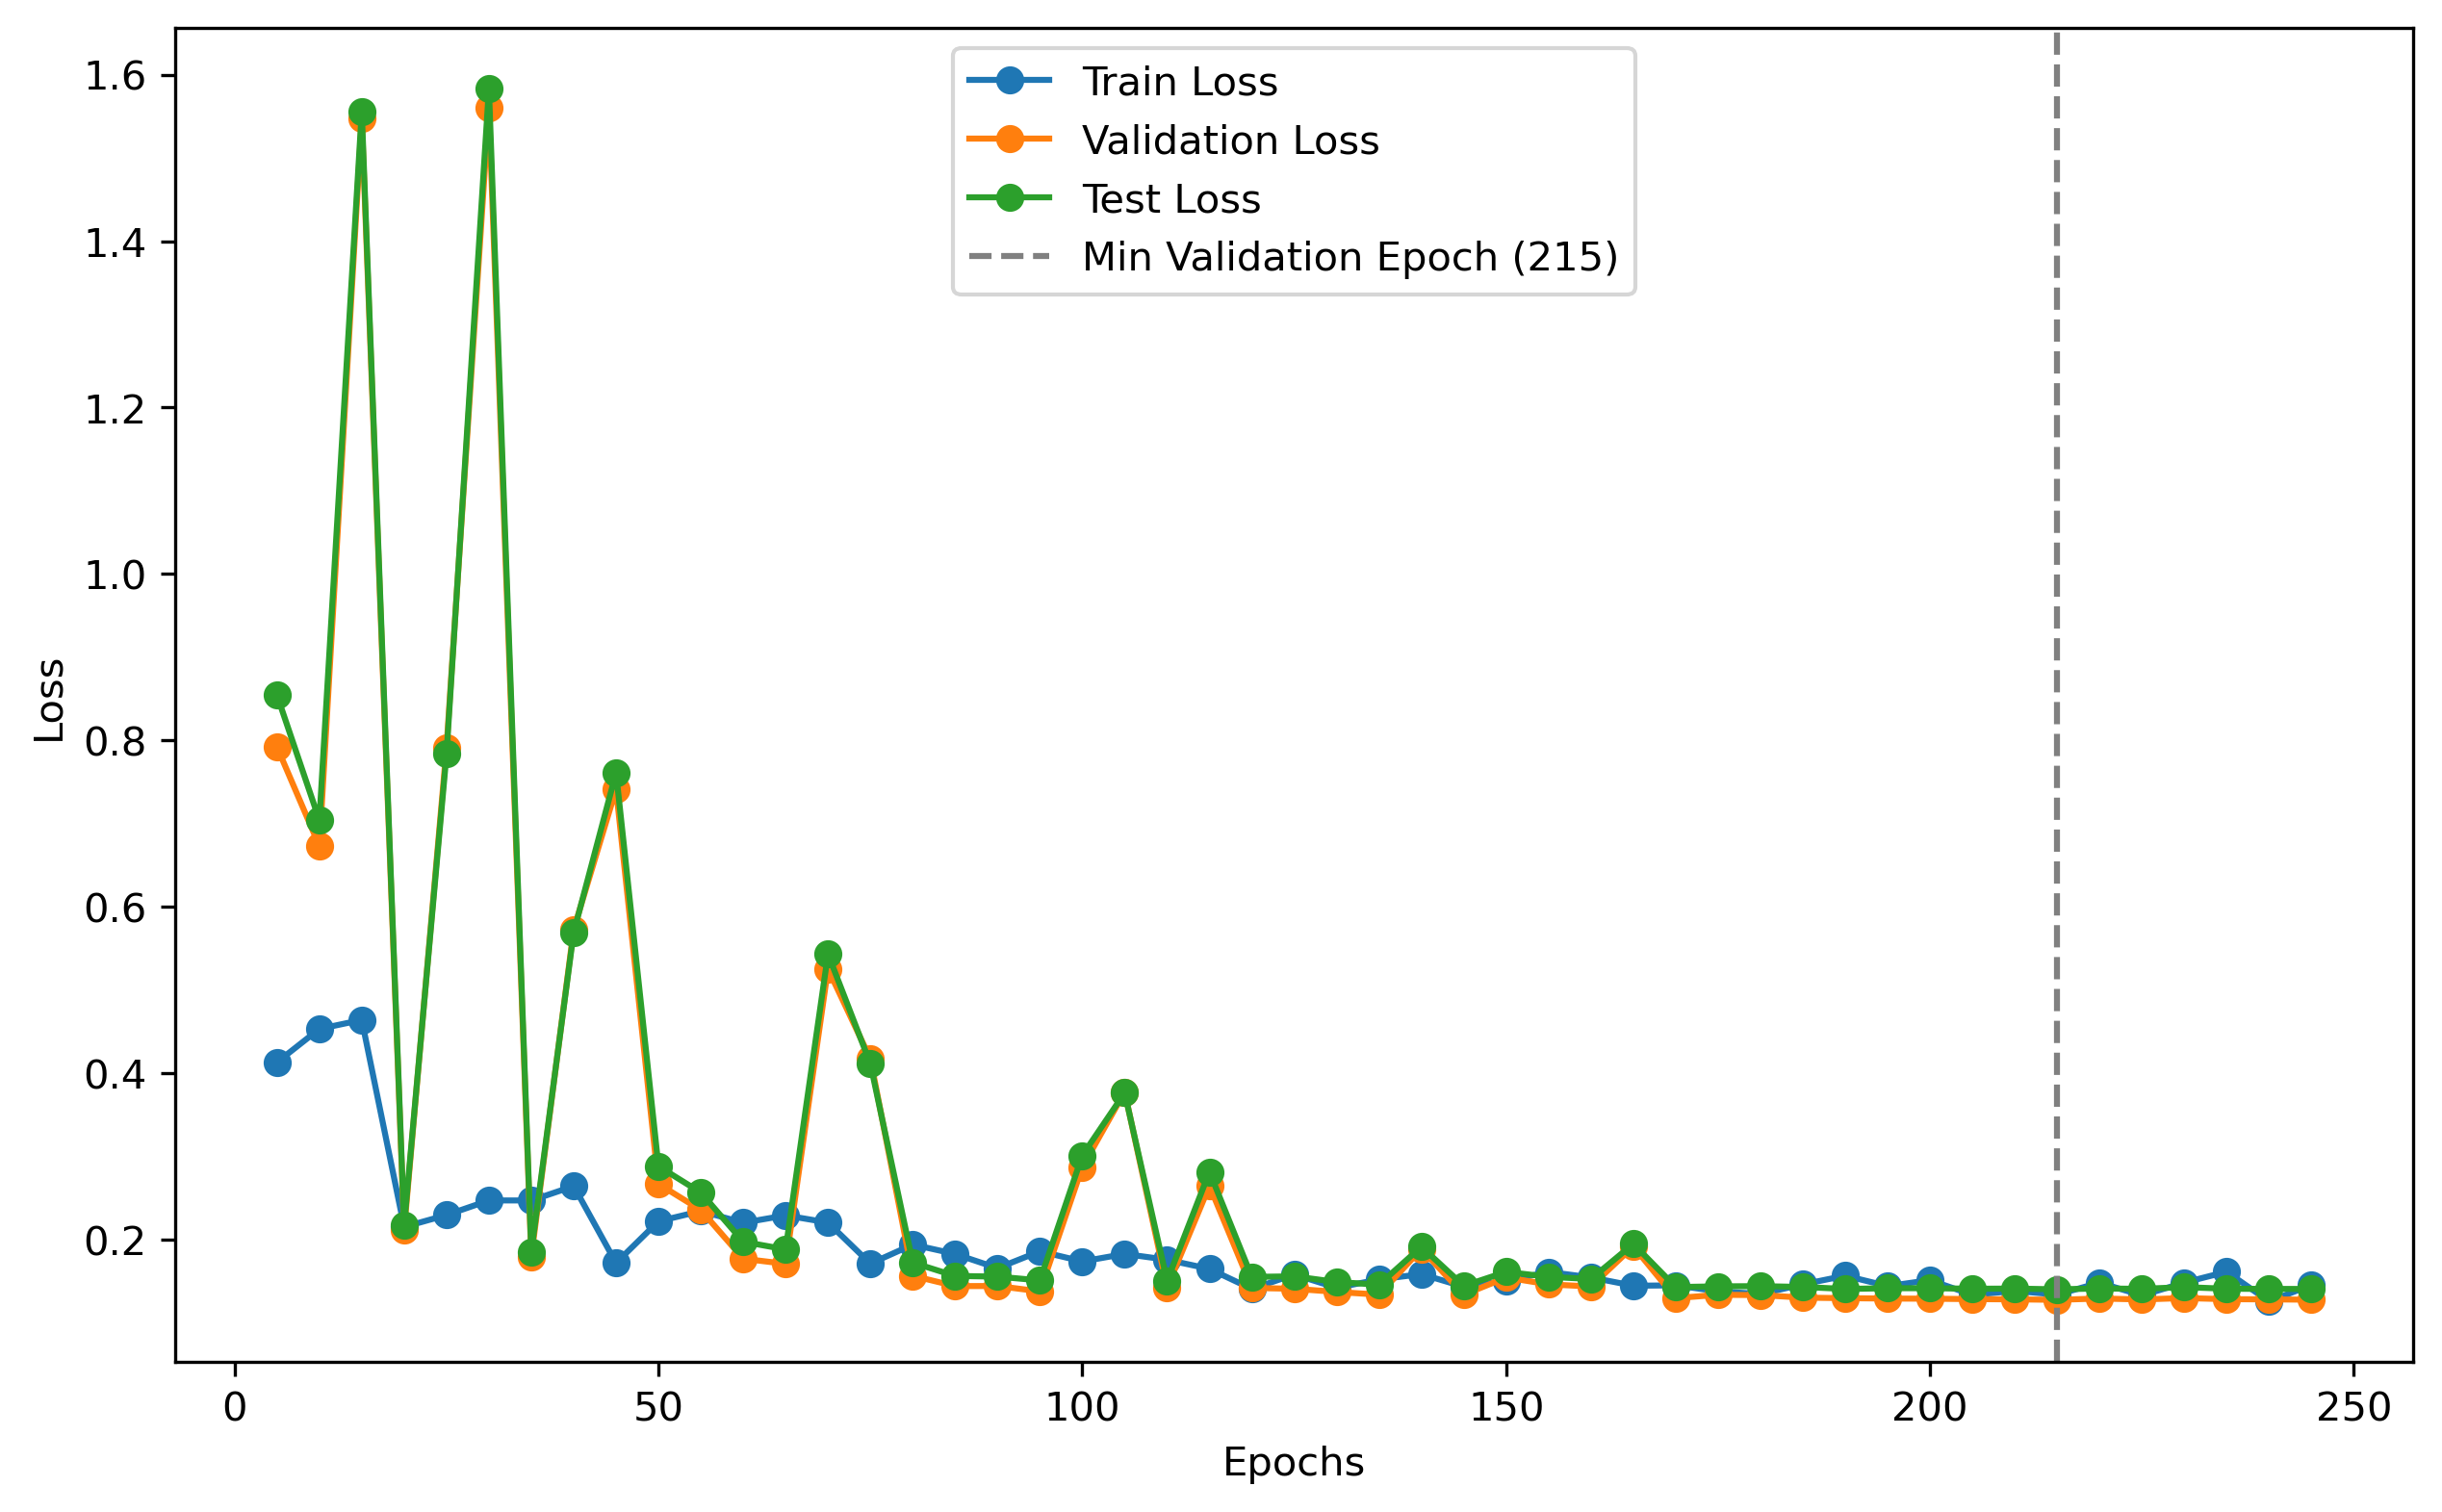 Train Loss
Validation Loss
Test Loss
Min Validation Epoch (215)
1.6
1.4
1.2
1.0
0.8
0.6
0.4
0.2
Loss
0 50 100 150 200 250
Epochs